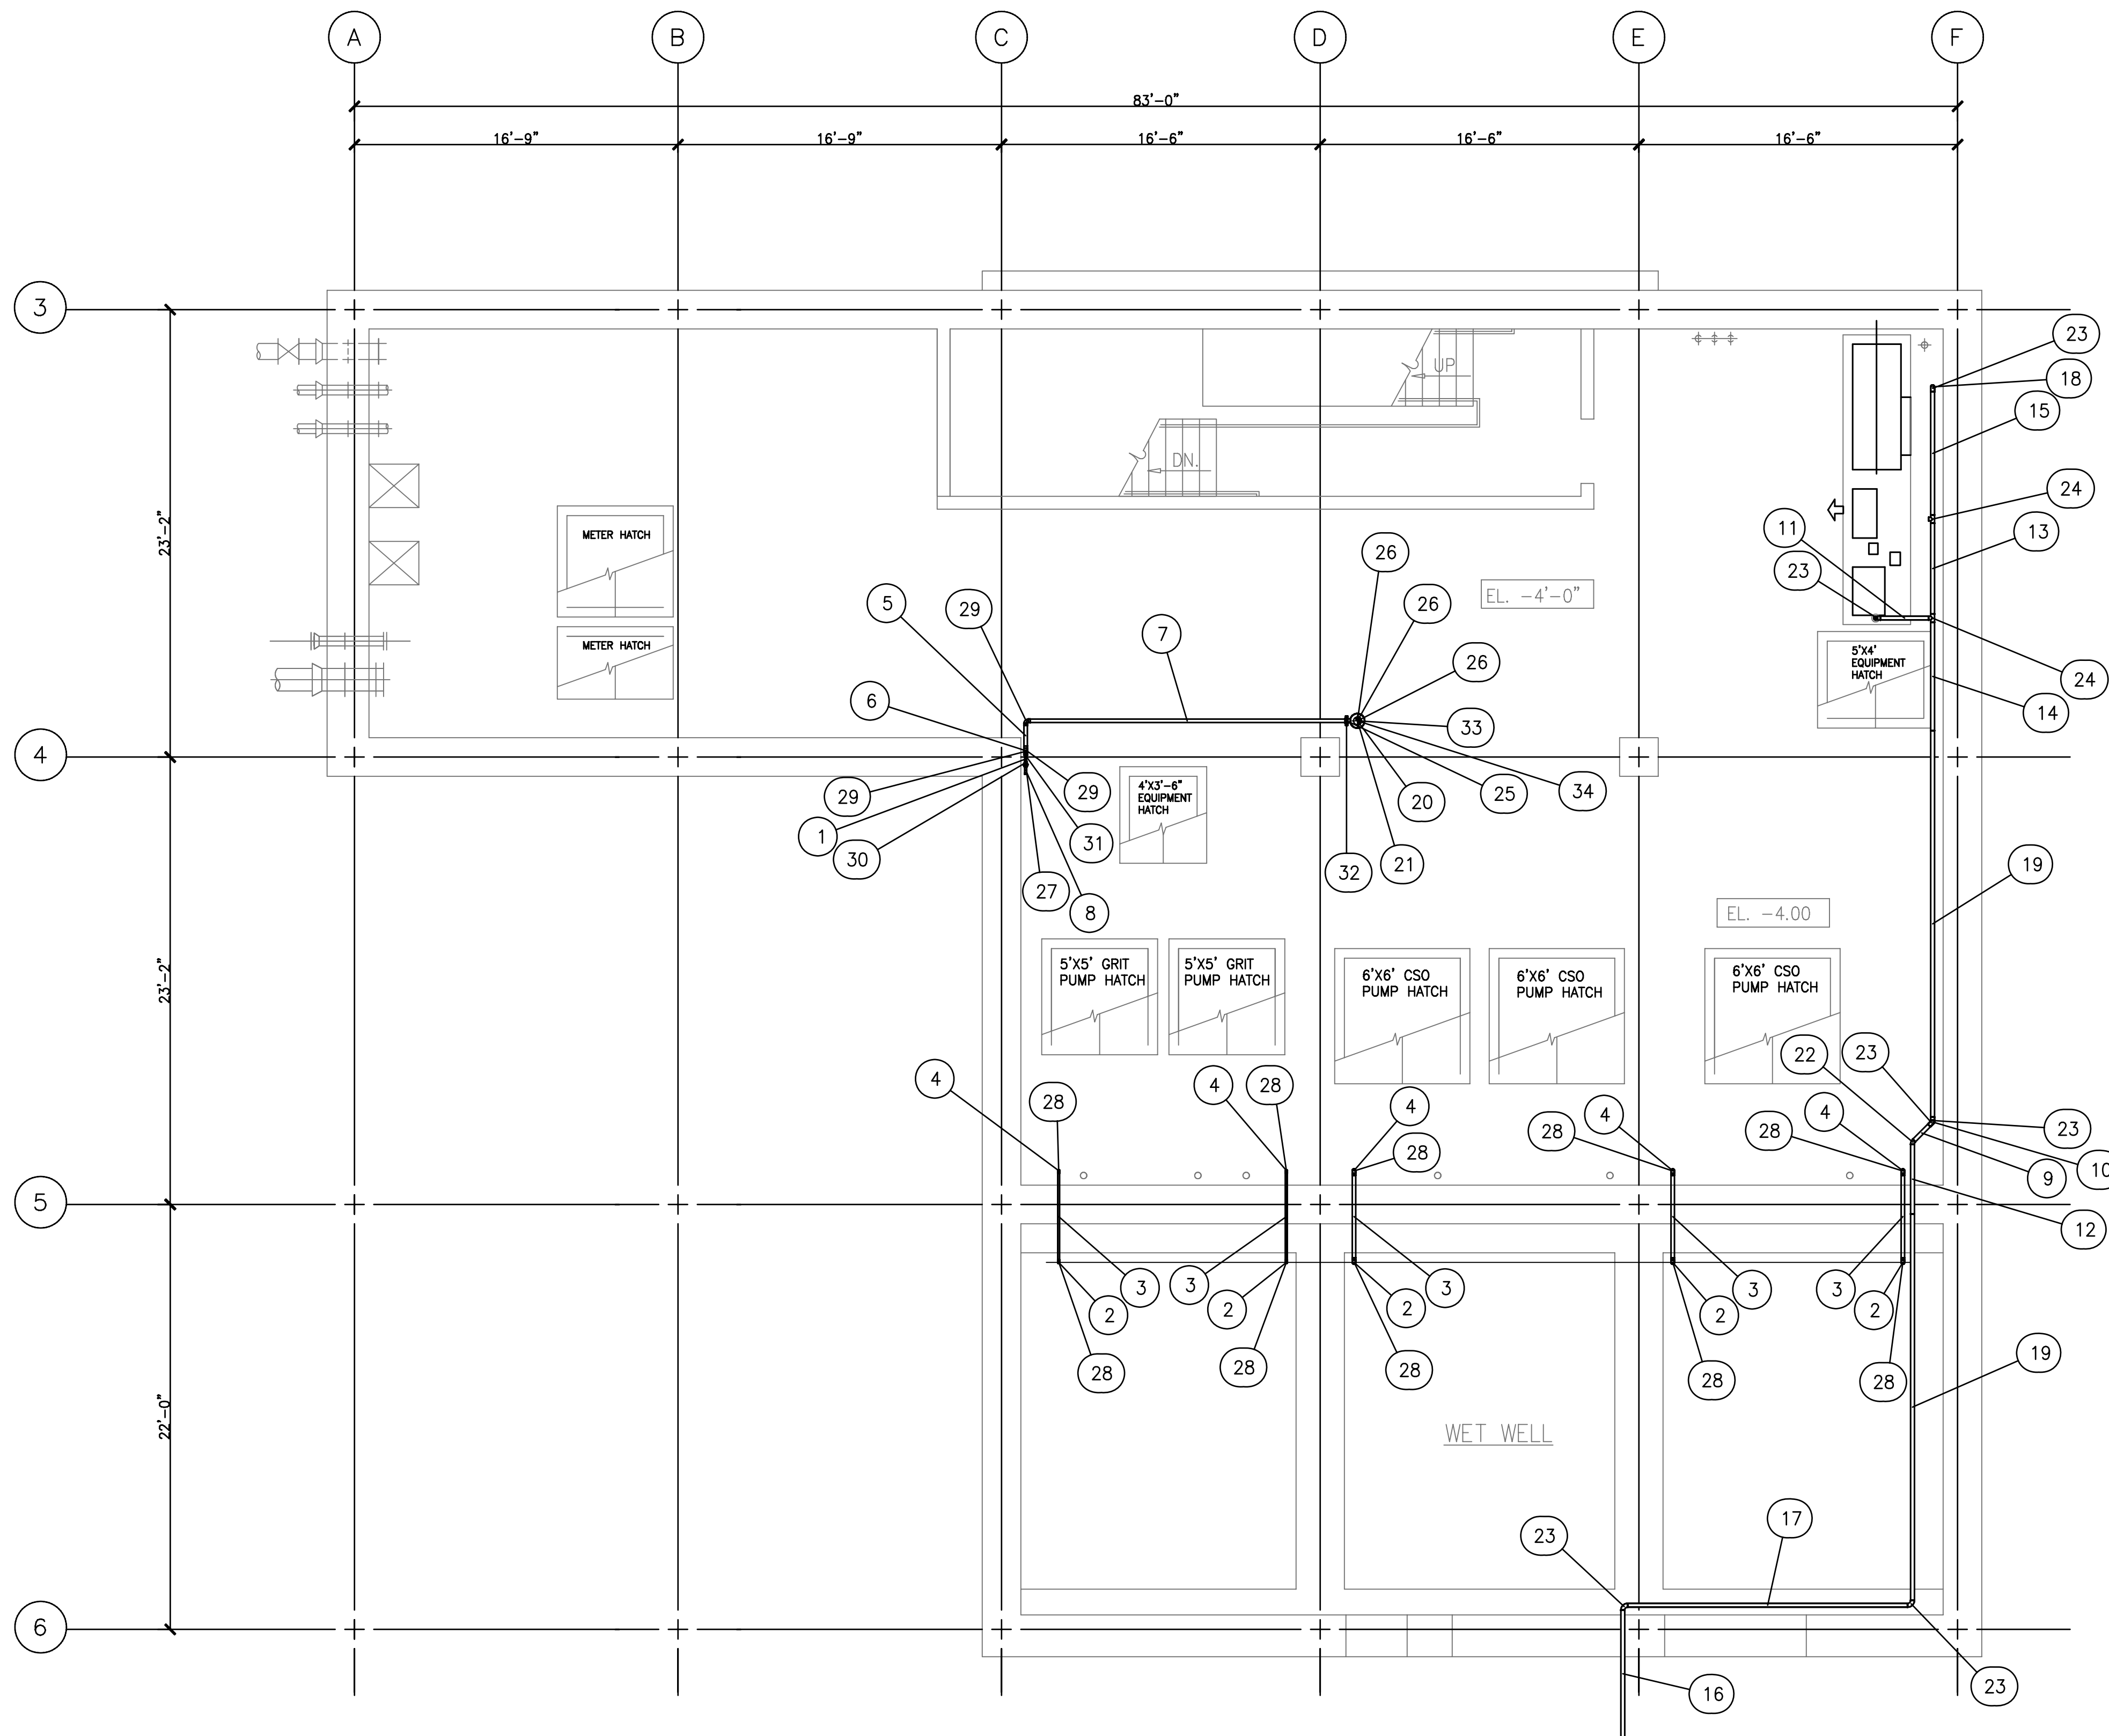 A
B
C
D
E
F
83'-0"
16'-9"
16'-9"
16'-6"
16'-6"
16'-6"
3
23
UP
18
15
DN.
24
23'-2"
METER HATCH
11
13
26
23
5
29
26
EL. -4'-0"
7
METER HATCH
5'X4'
EQUIPMENT
HATCH
26
24
6
14
33
4
29
29
4'X3'-6"
EQUIPMENT
HATCH
20
25
34
1
31
30
32
21
19
27
8
EL. -4.00
23'-2"
5'X5' GRIT
PUMP HATCH
5'X5' GRIT
PUMP HATCH
6'X6' CSO
PUMP HATCH
6'X6' CSO
PUMP HATCH
6'X6' CSO
PUMP HATCH
22
23
4
4
28
28
4
4
4
28
28
28
23
9
10
5
12
3
3
3
3
3
2
2
2
2
2
28
28
28
28
28
19
22'-0"
WET WELL
17
23
6
16
23